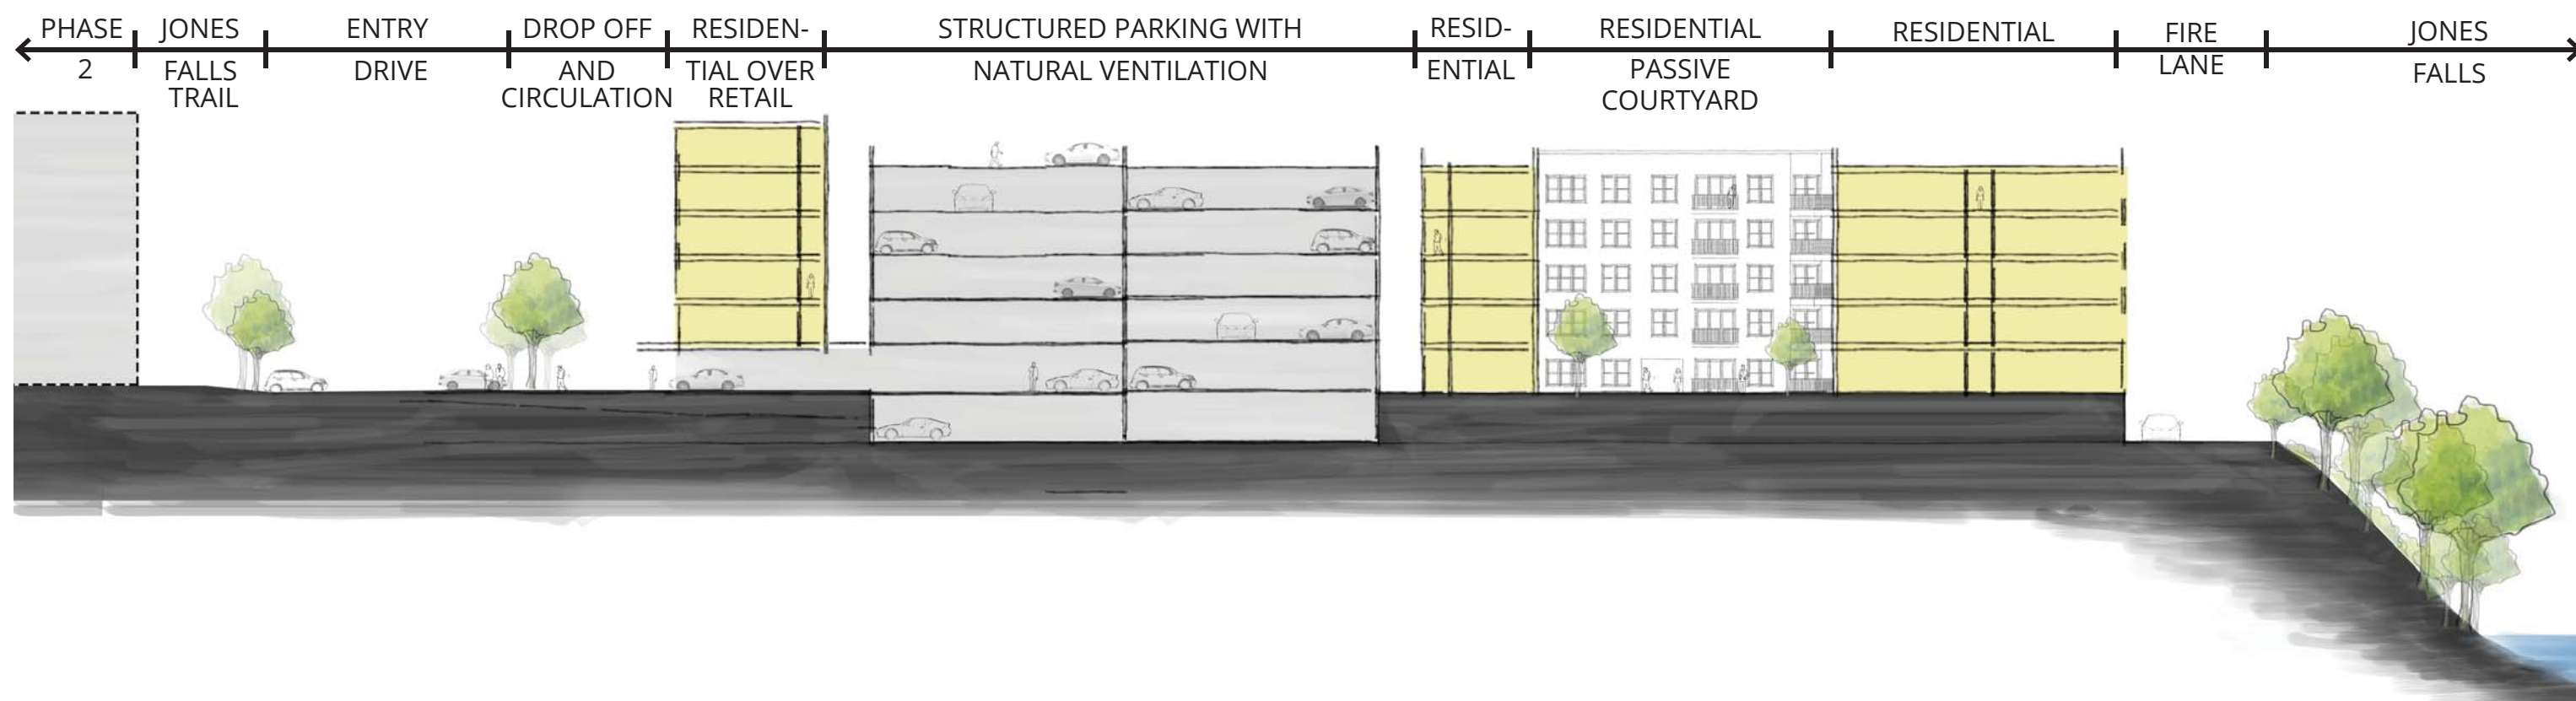 PHASE
2
JONES
FALLS
TRAIL
ENTRY
DRIVE
DROP OFF
AND
CIRCULATION
RESIDEN-
TIAL OVER
RETAIL
STRUCTURED PARKING WITH
NATURAL VENTILATION
RESID-
ENTIAL
RESIDENTIAL
PASSIVE
COURTYARD
RESIDENTIAL
FIRE
LANE
JONES
FALLS